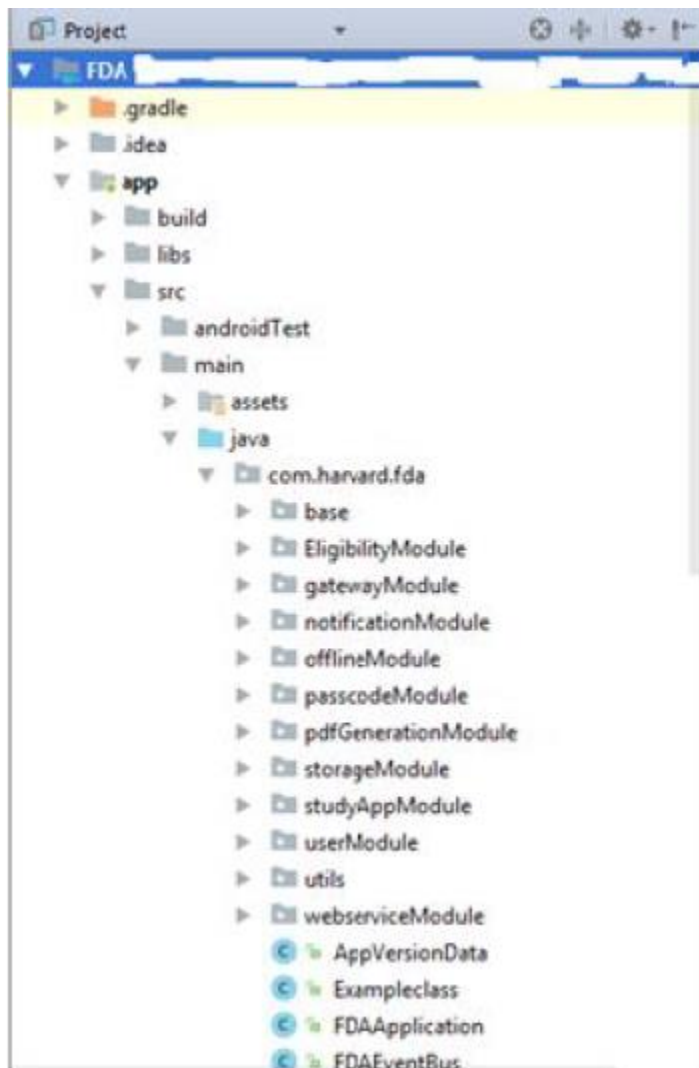 Project
FDA
.gradle
.idea
app
build
libs
src
androidTest
main
assets
java
com.harvard.fda
base
EligibilityModule
gatewayModule
notificationModule
offlineModule
passcodeModule
pdfGenerationModule
storageModule
studyAppModule
userModule
utils
webserviceModule
AppVersionData
Exampleclass
FDAApplication
FDAEventBus